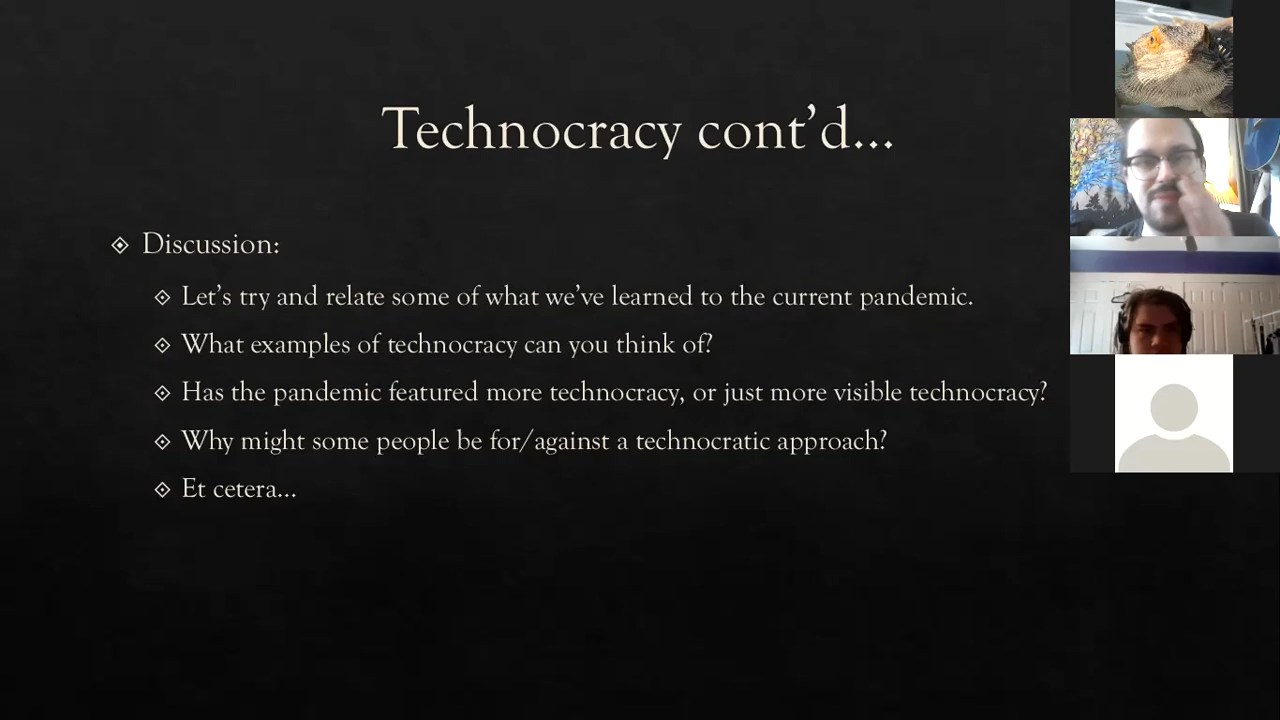 Technocracy cont’d…
Discussion:
Let’s try and relate some of what we’ve learned to the current pandemic.
What examples of technocracy can you think of?
Has the pandemic featured more technocracy, or just more visible technocracy?
Why might some people be for/against a technocratic approach?
Et cetera…